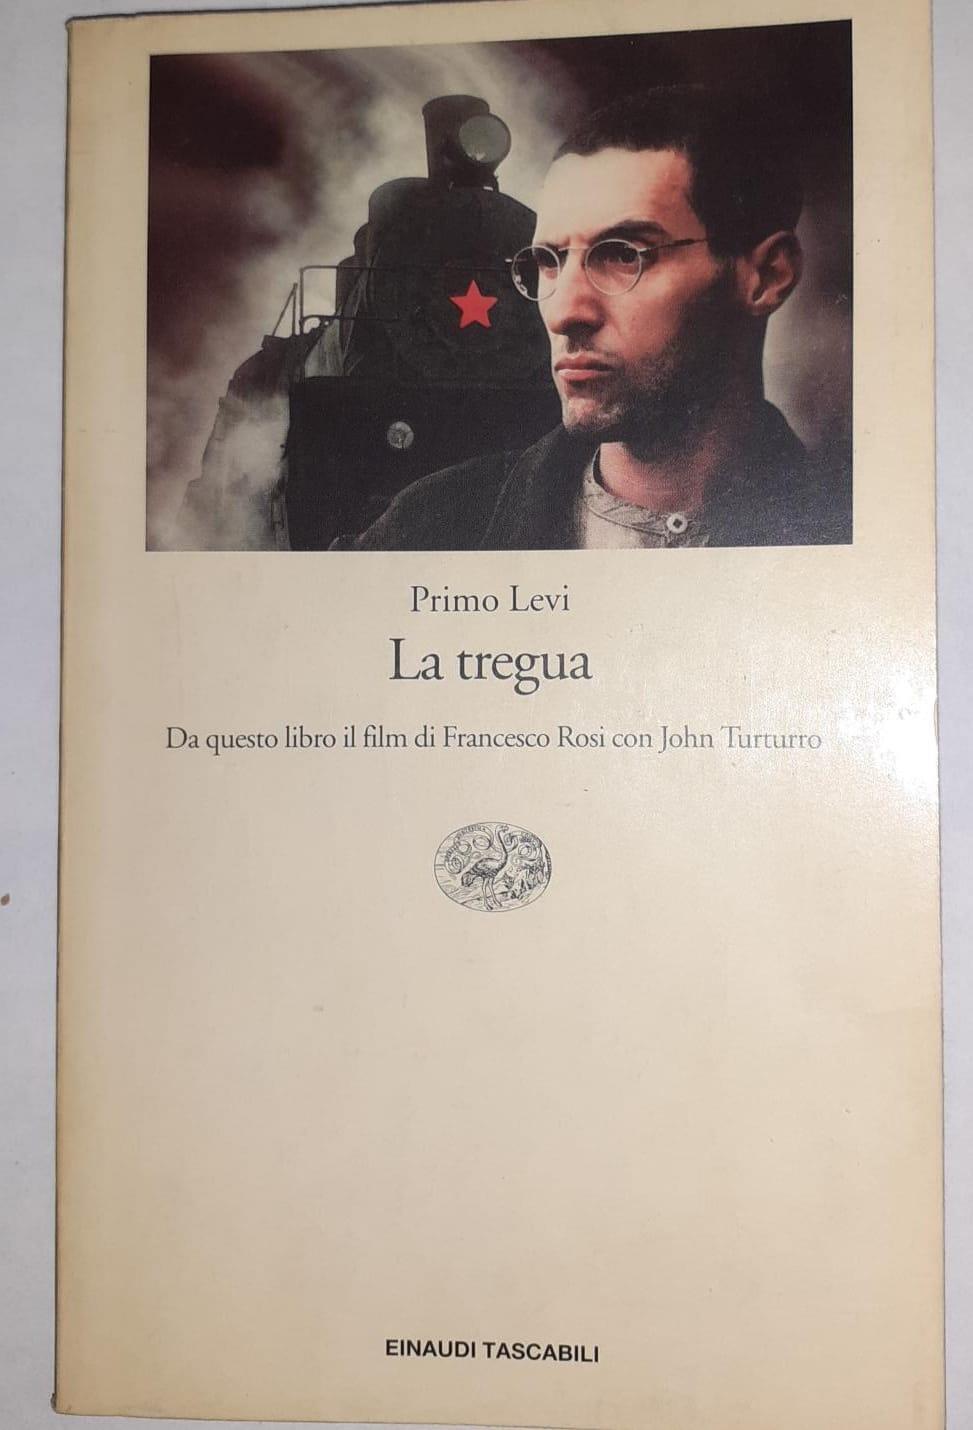 Primo Levi
La tregua
Da questo libro il film di Francesco Rosi con John Turturro
EINAUDI TASCABILI